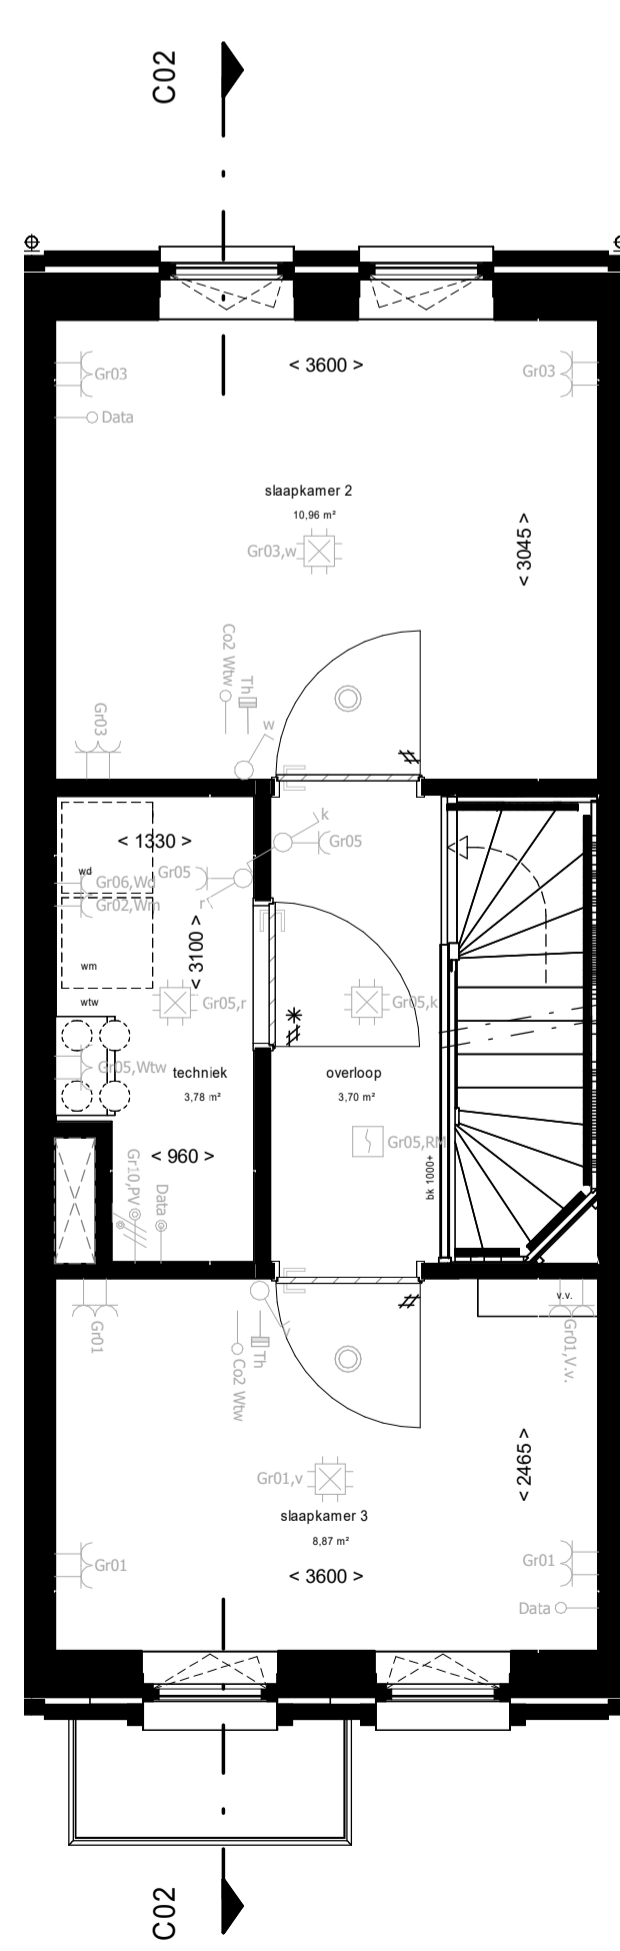 C02
< 3600 >
Gr03
Gr03
Data
slaapkamer 2
10,96 m²
< 3045 >
Gr03,w
Co2 Wtw
Th
w
Gr03
k
< 1330 >
Gr05
wd
Gr06,Wd
Gr05
Gr02,Wm
r
< 3100 >
wm
wtw
Gr05,r
Gr05,k
Gr05,Wtw
techniek
3,78 m²
overloop
3,70 m²
Gr05,RM
< 960 >
bk 1000+
Gr10,PV
Data
v.v.
Gr01
v
Th
Co2 Wtw
Gr01,V.v.
< 2465 >
Gr01,v
slaapkamer 3
8,87 m²
Gr01
Gr01
< 3600 >
Data
C02